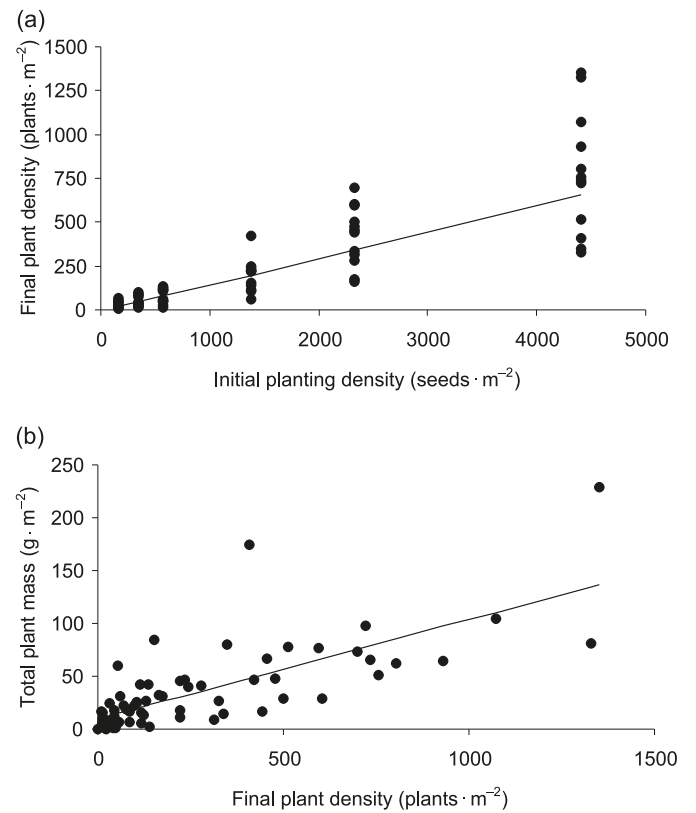 (a)
Final plant density (plants · m⁻²)
1500
1250
1000
750
500
250
0
0 1000 2000 3000 4000 5000
Initial planting density (seeds · m⁻²)
(b)
Total plant mass (g · m⁻²)
250
200
150
100
50
0
0 500 1000 1500
Final plant density (plants · m⁻²)